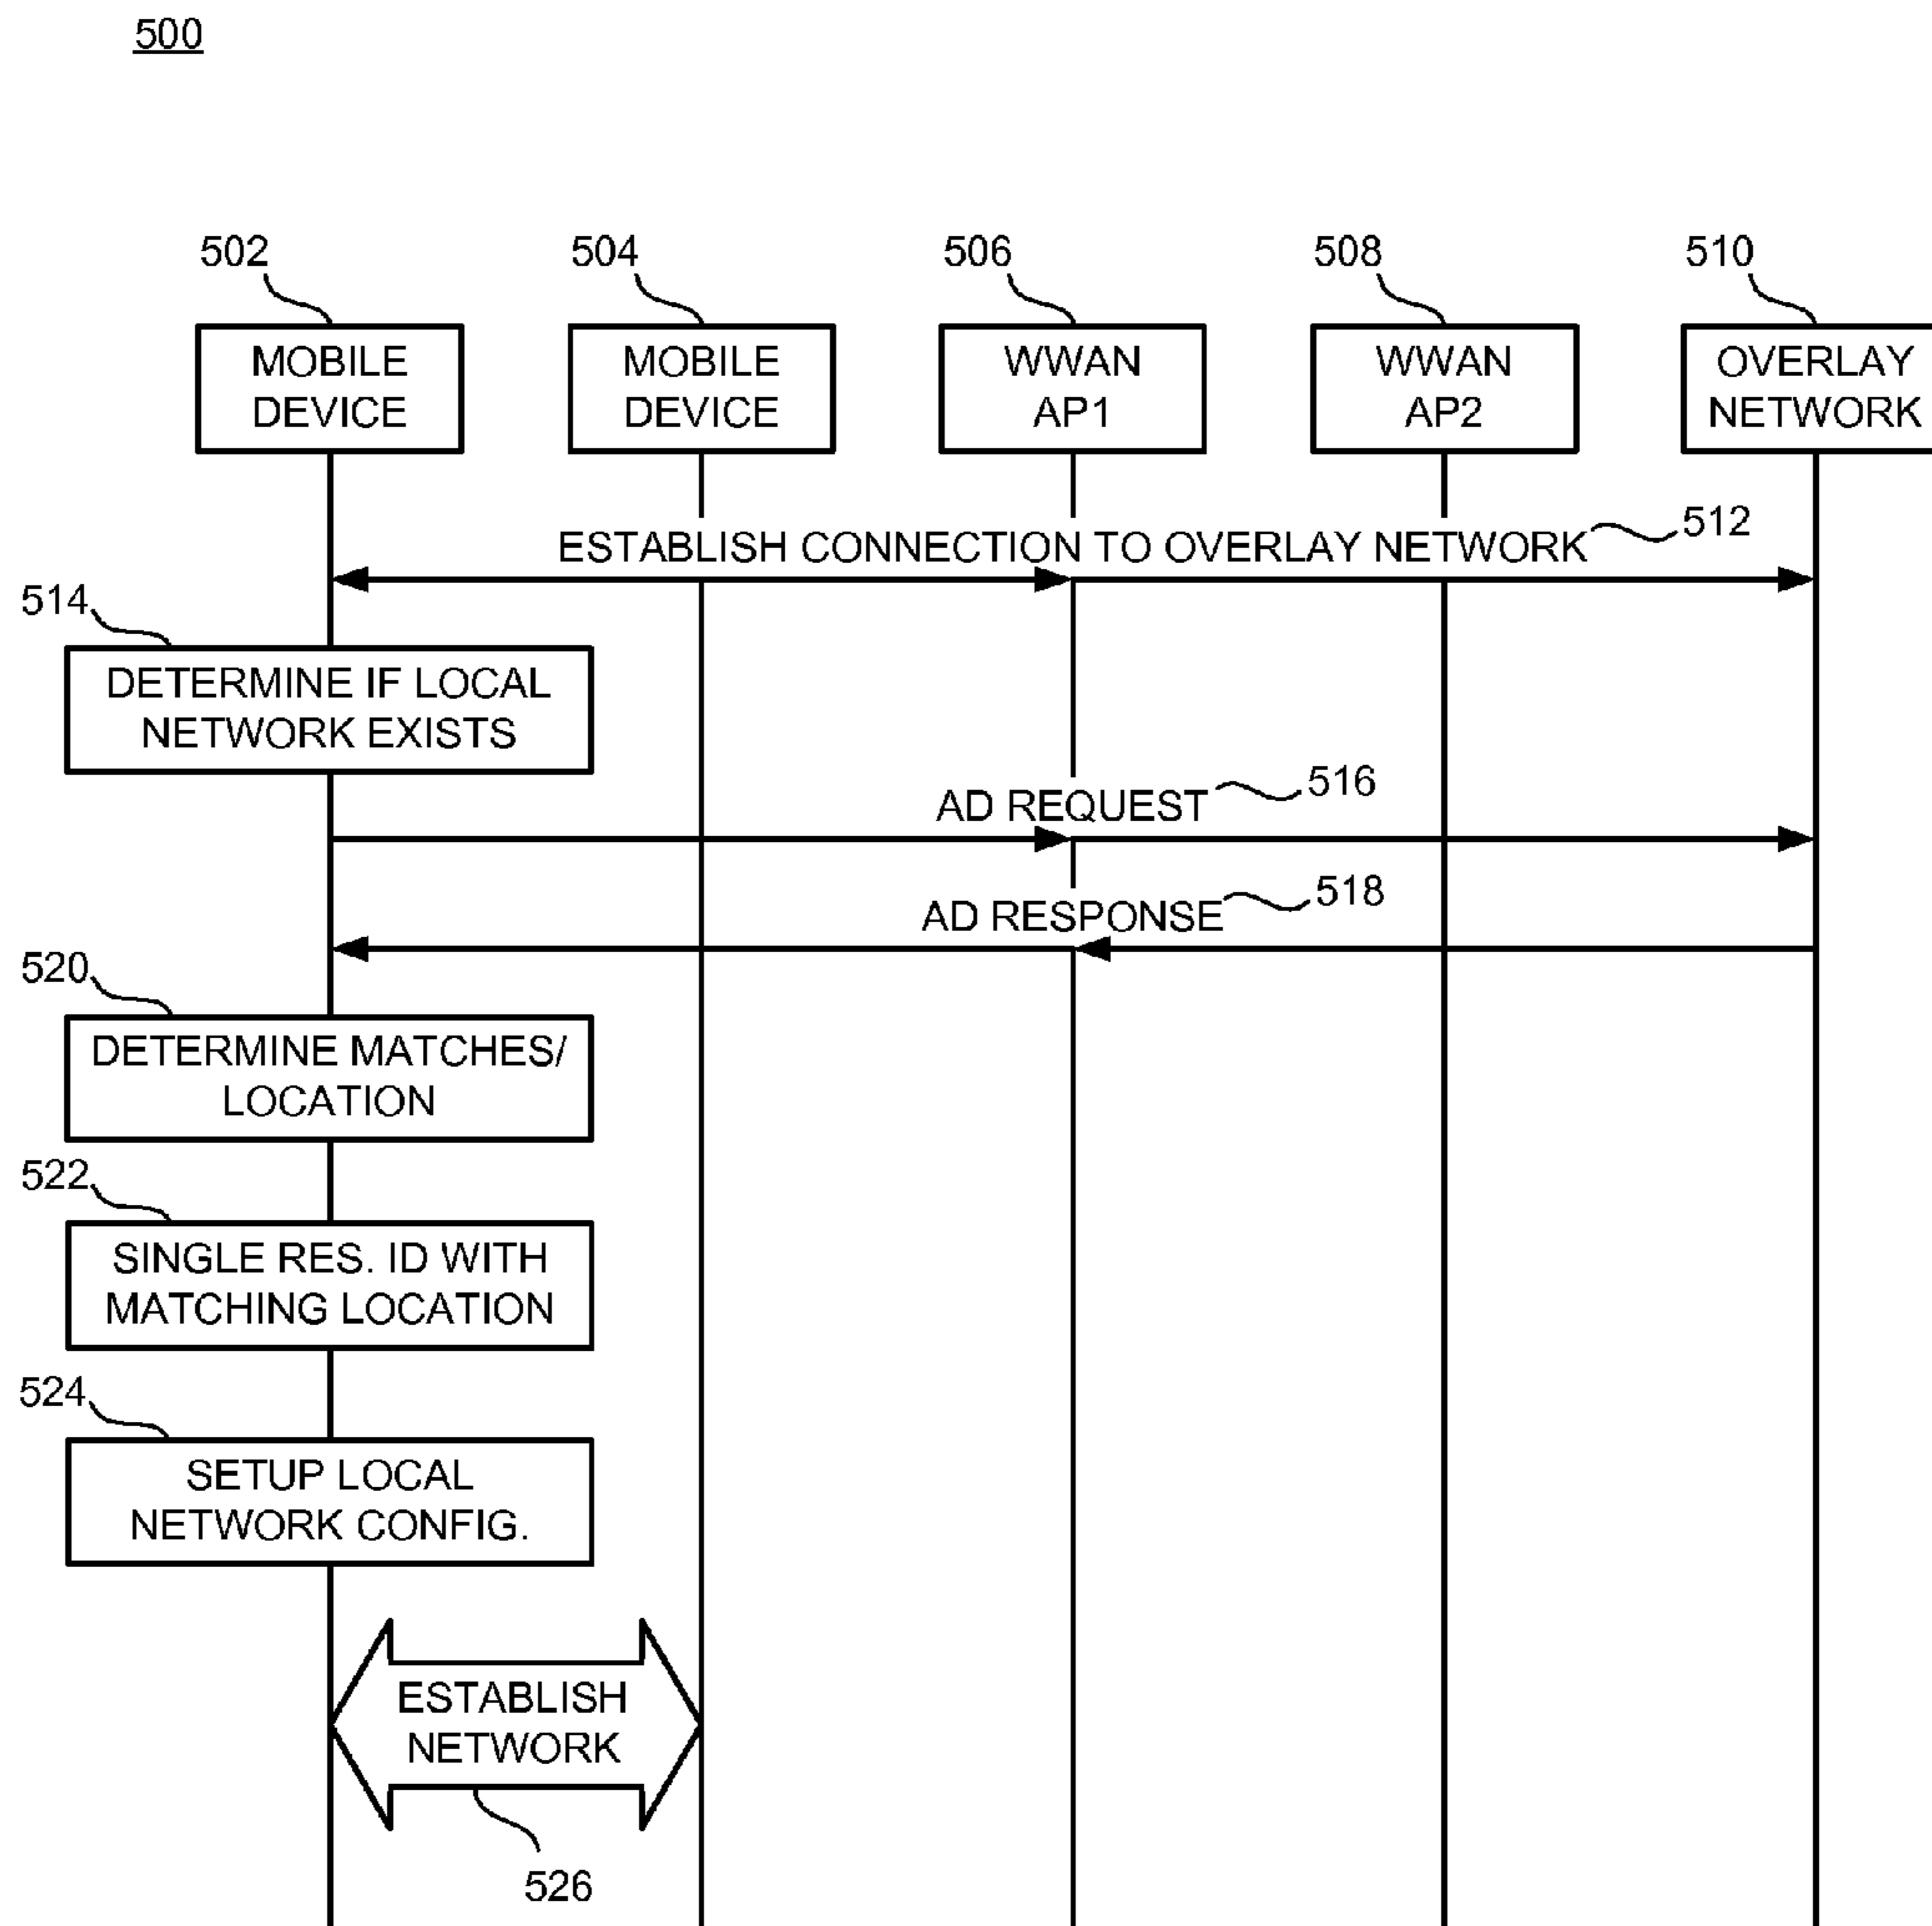 500
502
504
506
508
510
MOBILE
DEVICE
MOBILE
DEVICE
WWAN
AP1
WWAN
AP2
OVERLAY
NETWORK
ESTABLISH CONNECTION TO OVERLAY NETWORK
512
514
DETERMINE IF LOCAL
NETWORK EXISTS
AD REQUEST
516
AD RESPONSE
518
520
DETERMINE MATCHES/
LOCATION
522
SINGLE RES. ID WITH
MATCHING LOCATION
524
SETUP LOCAL
NETWORK CONFIG.
ESTABLISH
NETWORK
526